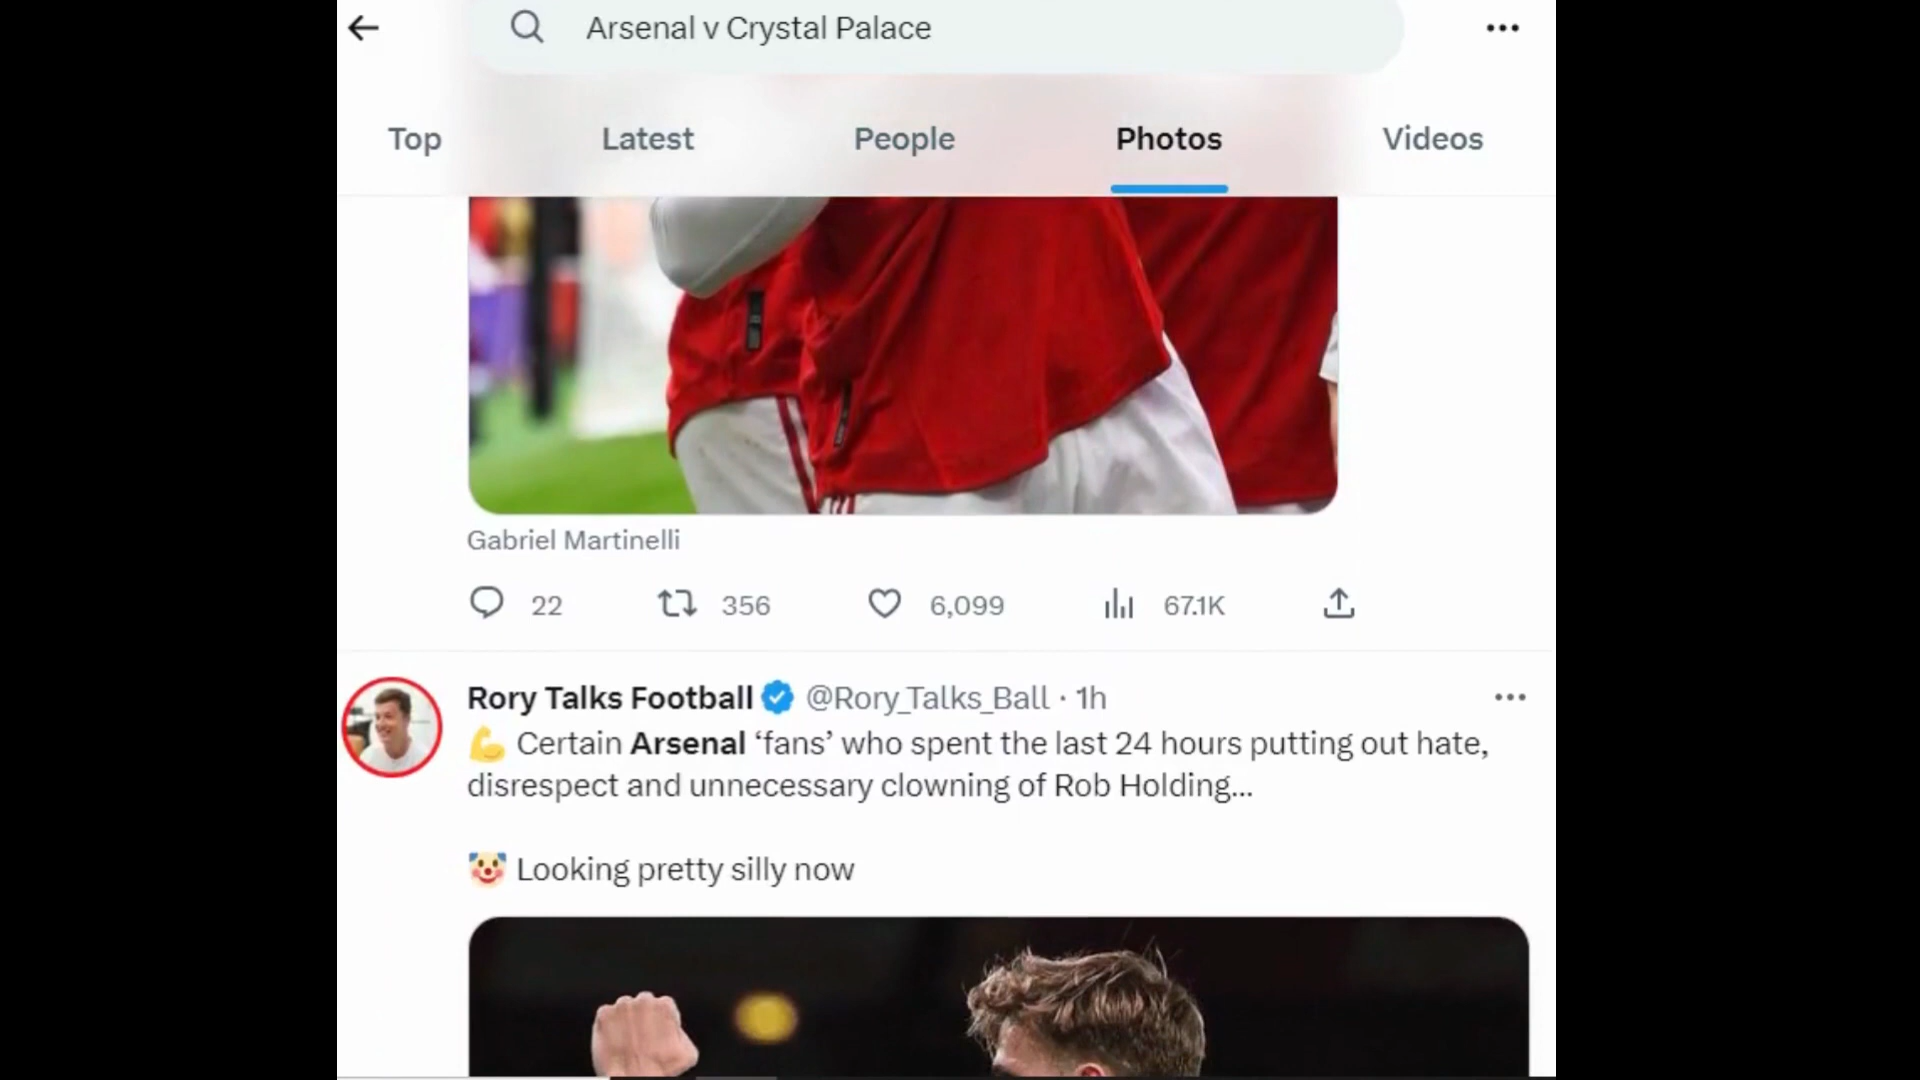 Arsenal v Crystal Palace
Top Latest People Photos Videos
Gabriel Martinelli
22 356 6,099 67.1K
Rory Talks Football @Rory_Talks_Ball · 1h
💪 Certain Arsenal ‘fans’ who spent the last 24 hours putting out hate,
disrespect and unnecessary clowning of Rob Holding...
🤡 Looking pretty silly now